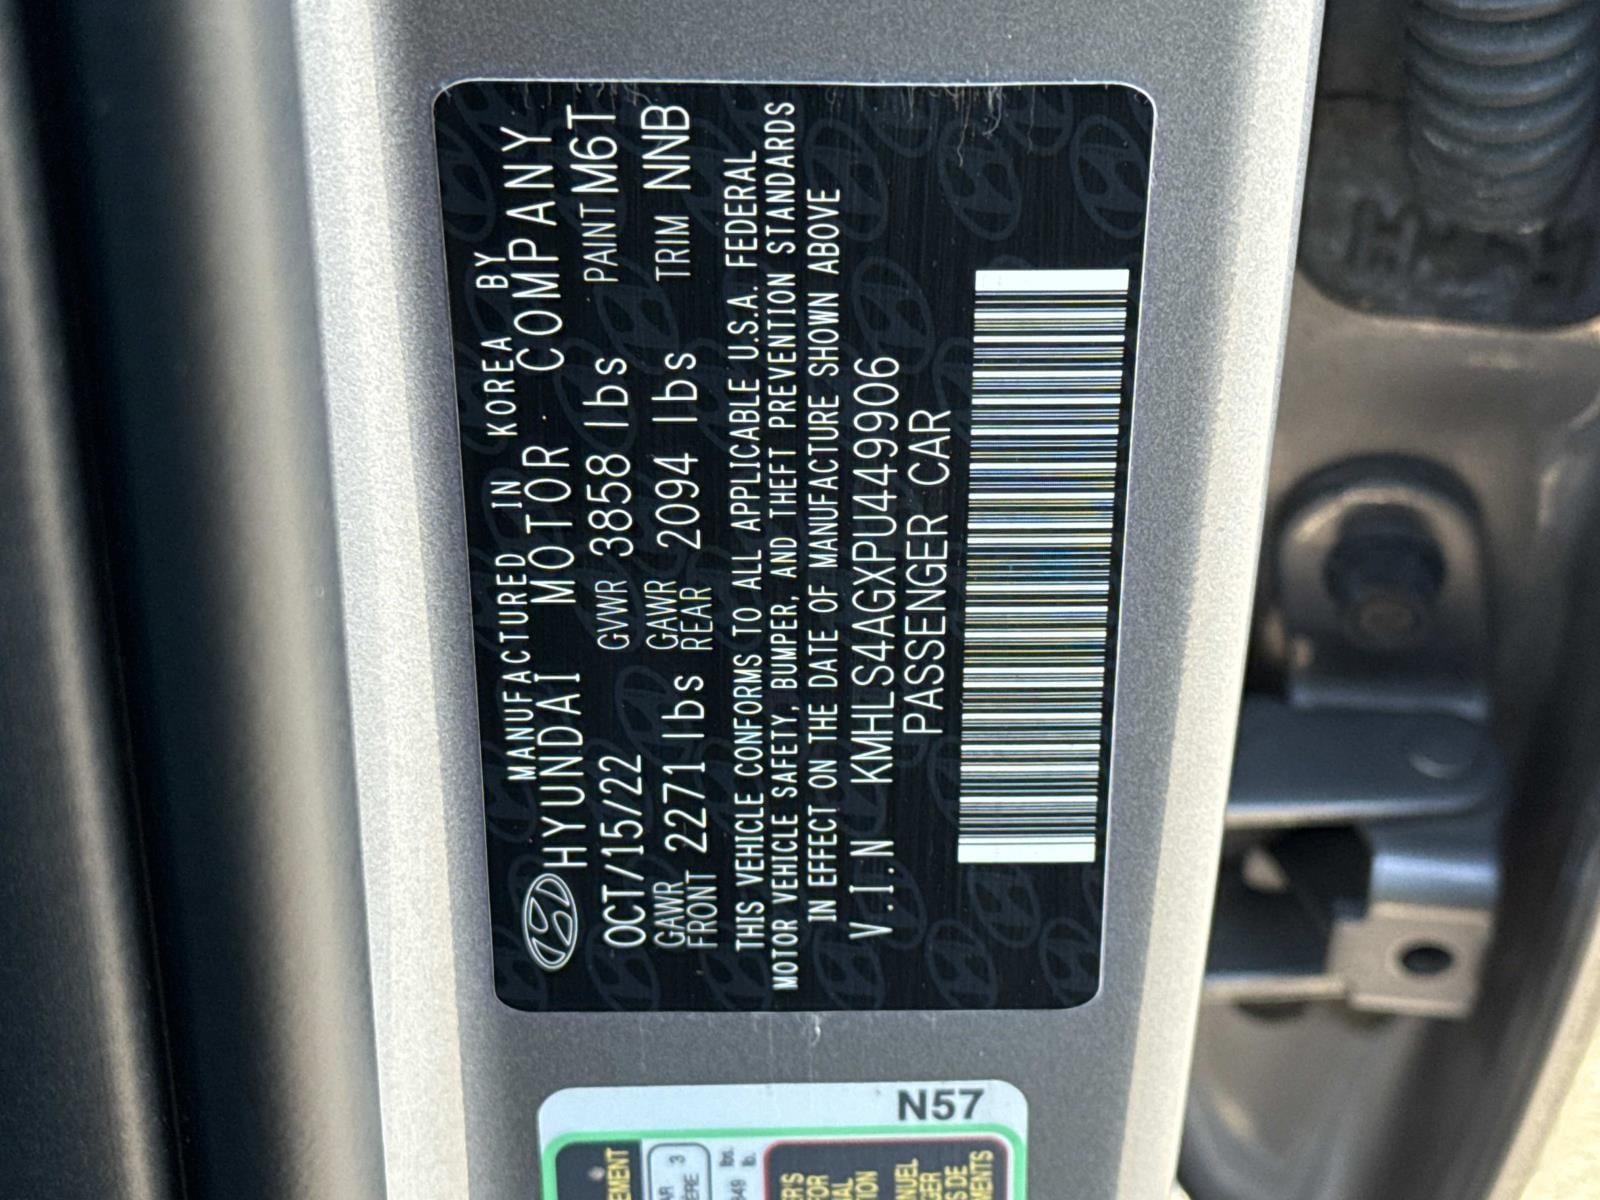 MANUFACTURED IN KOREA BY
HYUNDAI MOTOR COMPANY
OCT/15/22 GVWR 3858 lbs PAINT M6T
GAWR FRONT 2271 lbs GAWR REAR 2094 lbs TRIM NNB
THIS VEHICLE CONFORMS TO ALL APPLICABLE U.S.A. FEDERAL
MOTOR VEHICLE SAFETY, BUMPER, AND THEFT PREVENTION STANDARDS
IN EFFECT ON THE DATE OF MANUFACTURE SHOWN ABOVE
V.I.N KMHLS4AGXPU449906
PASSENGER CAR
N57